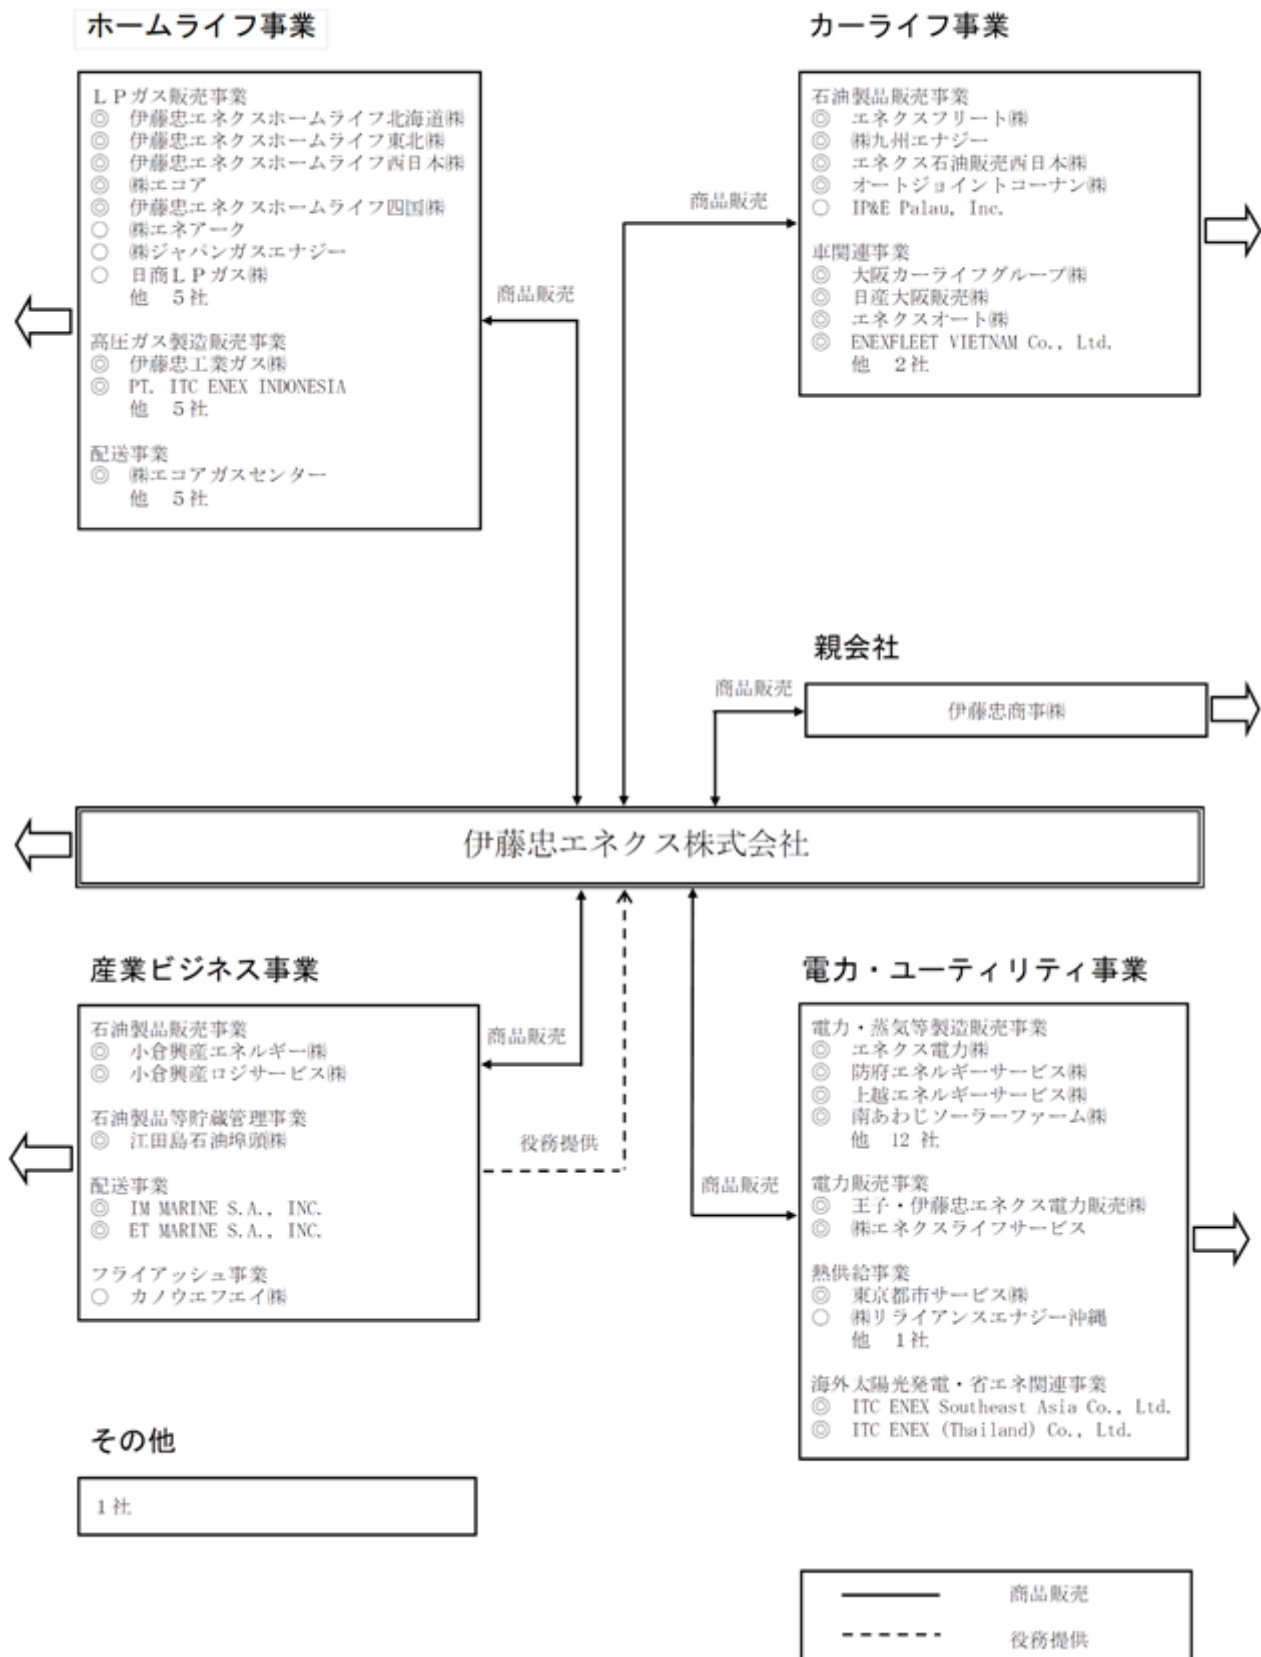 ホームライフ事業
ＬＰガス販売事業
◎ 伊藤忠エネクスホームライフ北海道㈱
◎ 伊藤忠エネクスホームライフ東北㈱
◎ 伊藤忠エネクスホームライフ西日本㈱
◎ ㈱エコア
◎ 伊藤忠エネクスホームライフ四国㈱
○ ㈱エネアーク
○ ㈱ジャパンガスエナジー
○ 日商ＬＰガス㈱
他 5社
高圧ガス製造販売事業
◎ 伊藤忠工業ガス㈱
◎ PT. ITC ENEX INDONESIA
他 5社
配送事業
◎ ㈱エコアガスセンター
他 5社
商品販売
カーライフ事業
石油製品販売事業
◎ エネクスフリート㈱
◎ ㈱九州エナジー
◎ エネクス石油販売西日本㈱
◎ オートジョイントコーナン㈱
○ IP&E Palau, Inc.
車関連事業
◎ 大阪カーライフグループ㈱
◎ 日産大阪販売㈱
◎ エネクスオート㈱
◎ ENEXFLEET VIETNAM Co., Ltd.
他 2社
商品販売
親会社
商品販売
伊藤忠商事㈱
伊藤忠エネクス株式会社
産業ビジネス事業
石油製品販売事業
◎ 小倉興産エネルギー㈱
◎ 小倉興産ロジサービス㈱
石油製品等貯蔵管理事業
◎ 江田島石油埠頭㈱
配送事業
◎ IM MARINE S.A., INC.
◎ ET MARINE S.A., INC.
フライアッシュ事業
○ カノウエフエイ㈱
商品販売
役務提供
電力・ユーティリティ事業
電力・蒸気等製造販売事業
◎ エネクス電力㈱
◎ 防府エネルギーサービス㈱
◎ 上越エネルギーサービス㈱
◎ 南あわじソーラーファーム㈱
他 12 社
電力販売事業
◎ 王子・伊藤忠エネクス電力販売㈱
◎ ㈱エネクスライフサービス
熱供給事業
◎ 東京都市サービス㈱
○ ㈱リライアンスエナジー沖縄
他 1社
海外太陽光発電・省エネ関連事業
◎ ITC ENEX Southeast Asia Co., Ltd.
◎ ITC ENEX (Thailand) Co., Ltd.
商品販売
その他
1社
商品販売
役務提供